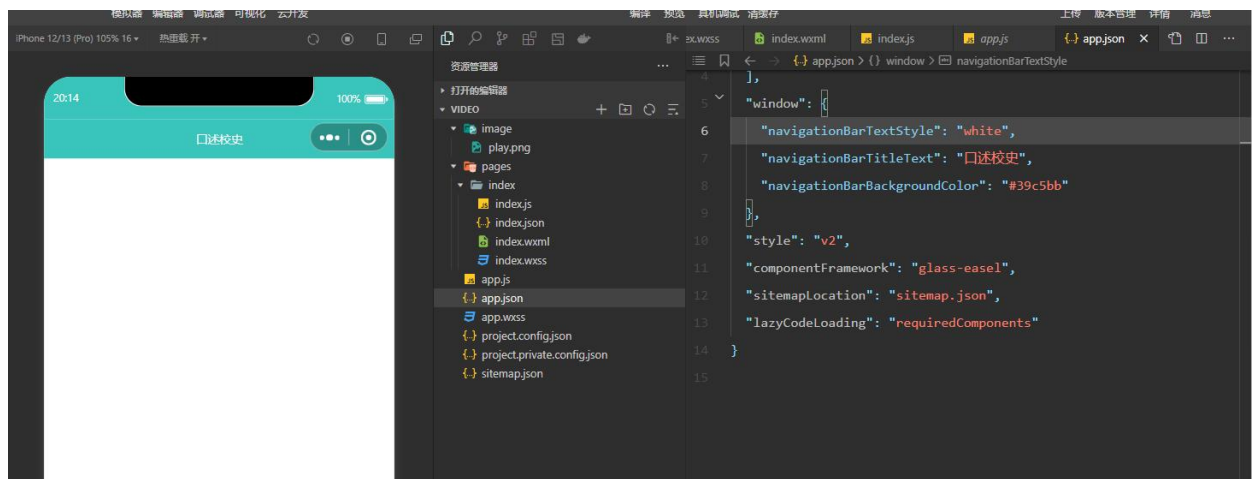 模拟器 编辑器 调试器 可视化 云开发 编译 预览 真机调试 清缓存 上传 版本管理 详情 消息
iPhone 12/13 (Pro) 105% 16 热重载 开
20:14 100%
口述校史
资源管理器
打开的编辑器
VIDEO
image
play.png
pages
index
index.js
index.json
index.wxml
index.wxss
app.js
app.json
app.wxss
project.config.json
project.private.config.json
sitemap.json
ex.wxss index.wxml index.js app.js app.json
app.json > {} window > navigationBarTextStyle
4 ],
5 "window": {
6 "navigationBarTextStyle": "white",
7 "navigationBarTitleText": "口述校史",
8 "navigationBarBackgroundColor": "#39c5bb"
9 },
10 "style": "v2",
11 "componentFramework": "glass-easel",
12 "sitemapLocation": "sitemap.json",
13 "lazyCodeLoading": "requiredComponents"
14 }
15